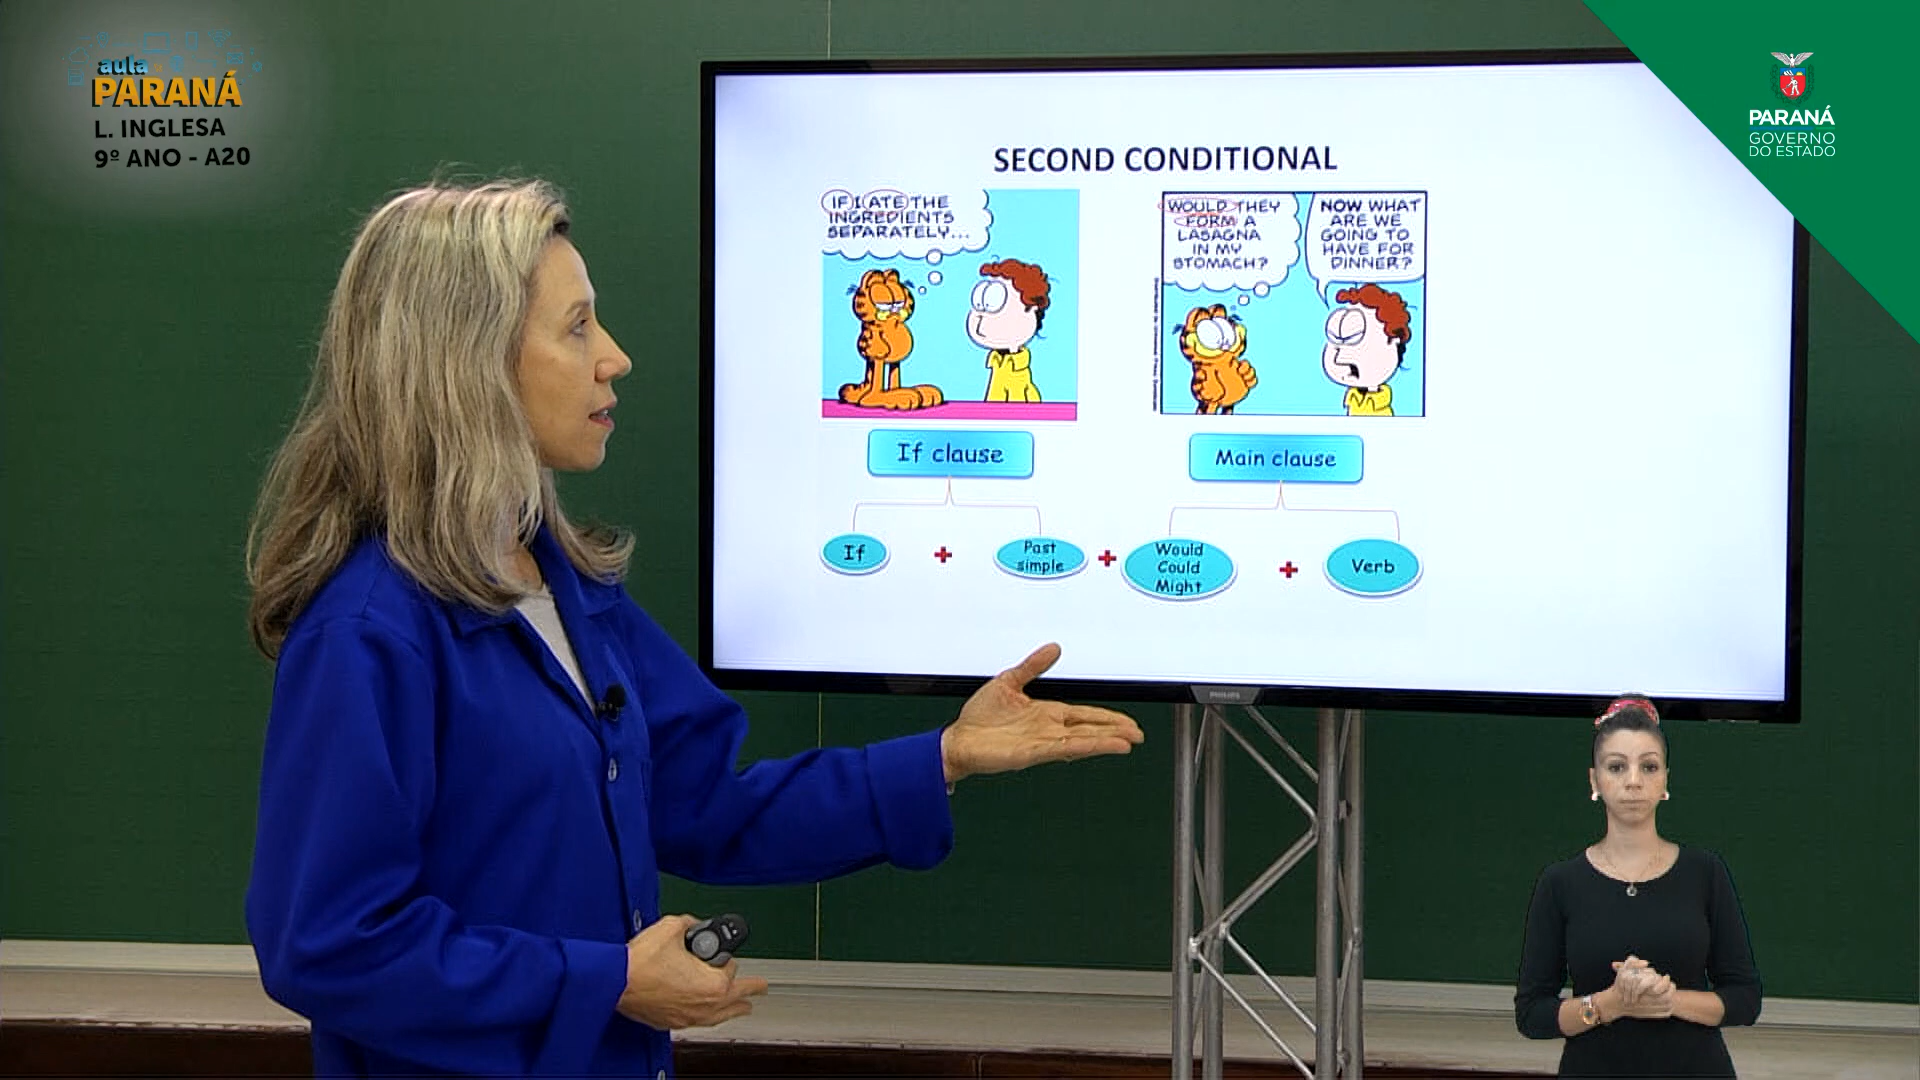 aula
PARANÁ
L. INGLESA
9º ANO - A20
PARANÁ
GOVERNO
DO ESTADO
SECOND CONDITIONAL
IF I ATE THE
INGREDIENTS
SEPARATELY...
WOULD THEY
FORM A
LASAGNA
IN MY
STOMACH?
NOW WHAT
ARE WE
GOING TO
HAVE FOR
DINNER?
If clause
Main clause
If
+
Past
simple
+
Would
Could
Might
+
Verb
PHILIPS